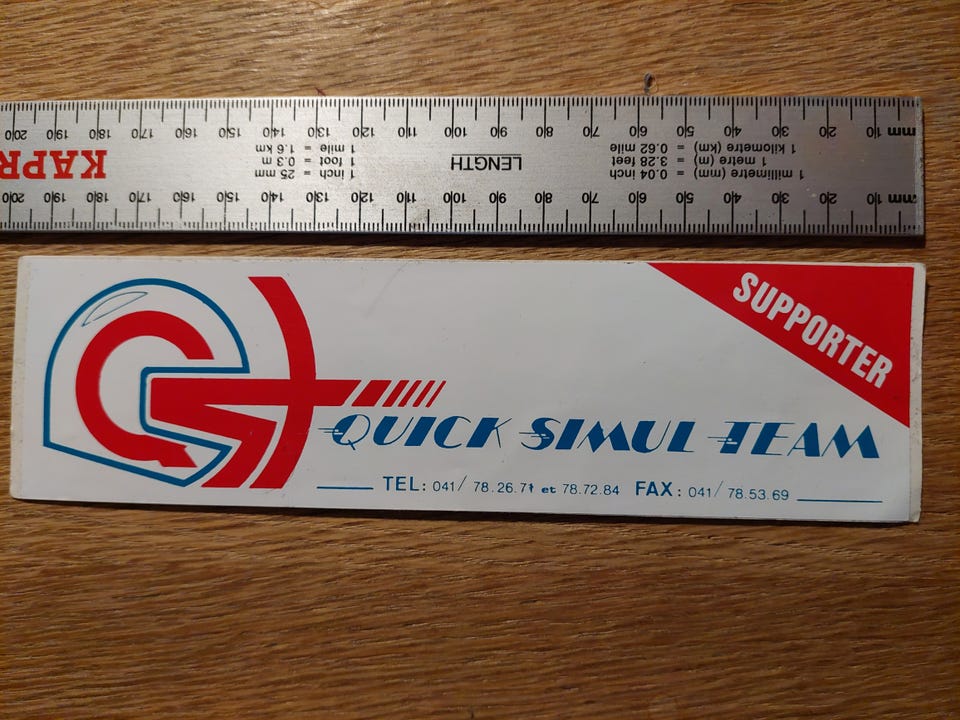 200 190 180 170 160 150 140 130 120 110 100 90 80 70 60 50 40 30 20 10 mm
KAPR
1 inch = 25 mm
1 foot = 0.3 m
1 mile = 1.6 km
LENGTH
1 millimetre (mm) = 0.04 inch
1 metre (m) = 3.28 feet
1 kilometre (km) = 0.62 mile
200 190 180 170 160 150 140 130 120 110 100 90 80 70 60 50 40 30 20 10 mm
SUPPORTER
QUICK SIMUL TEAM
TEL: 041/ 78.26.71 et 78.72.84 FAX: 041/ 78.53.69